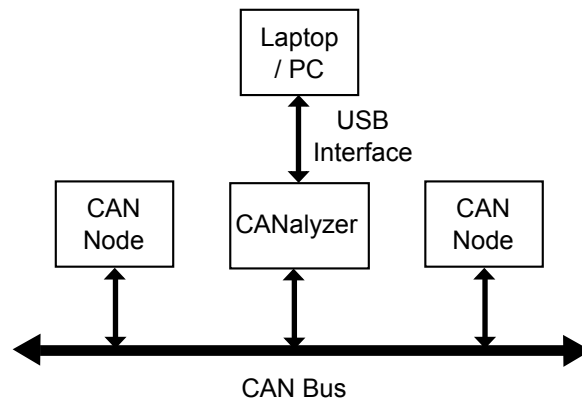 Laptop
/ PC
USB
Interface
CAN
Node
CANalyzer
CAN
Node
CAN Bus